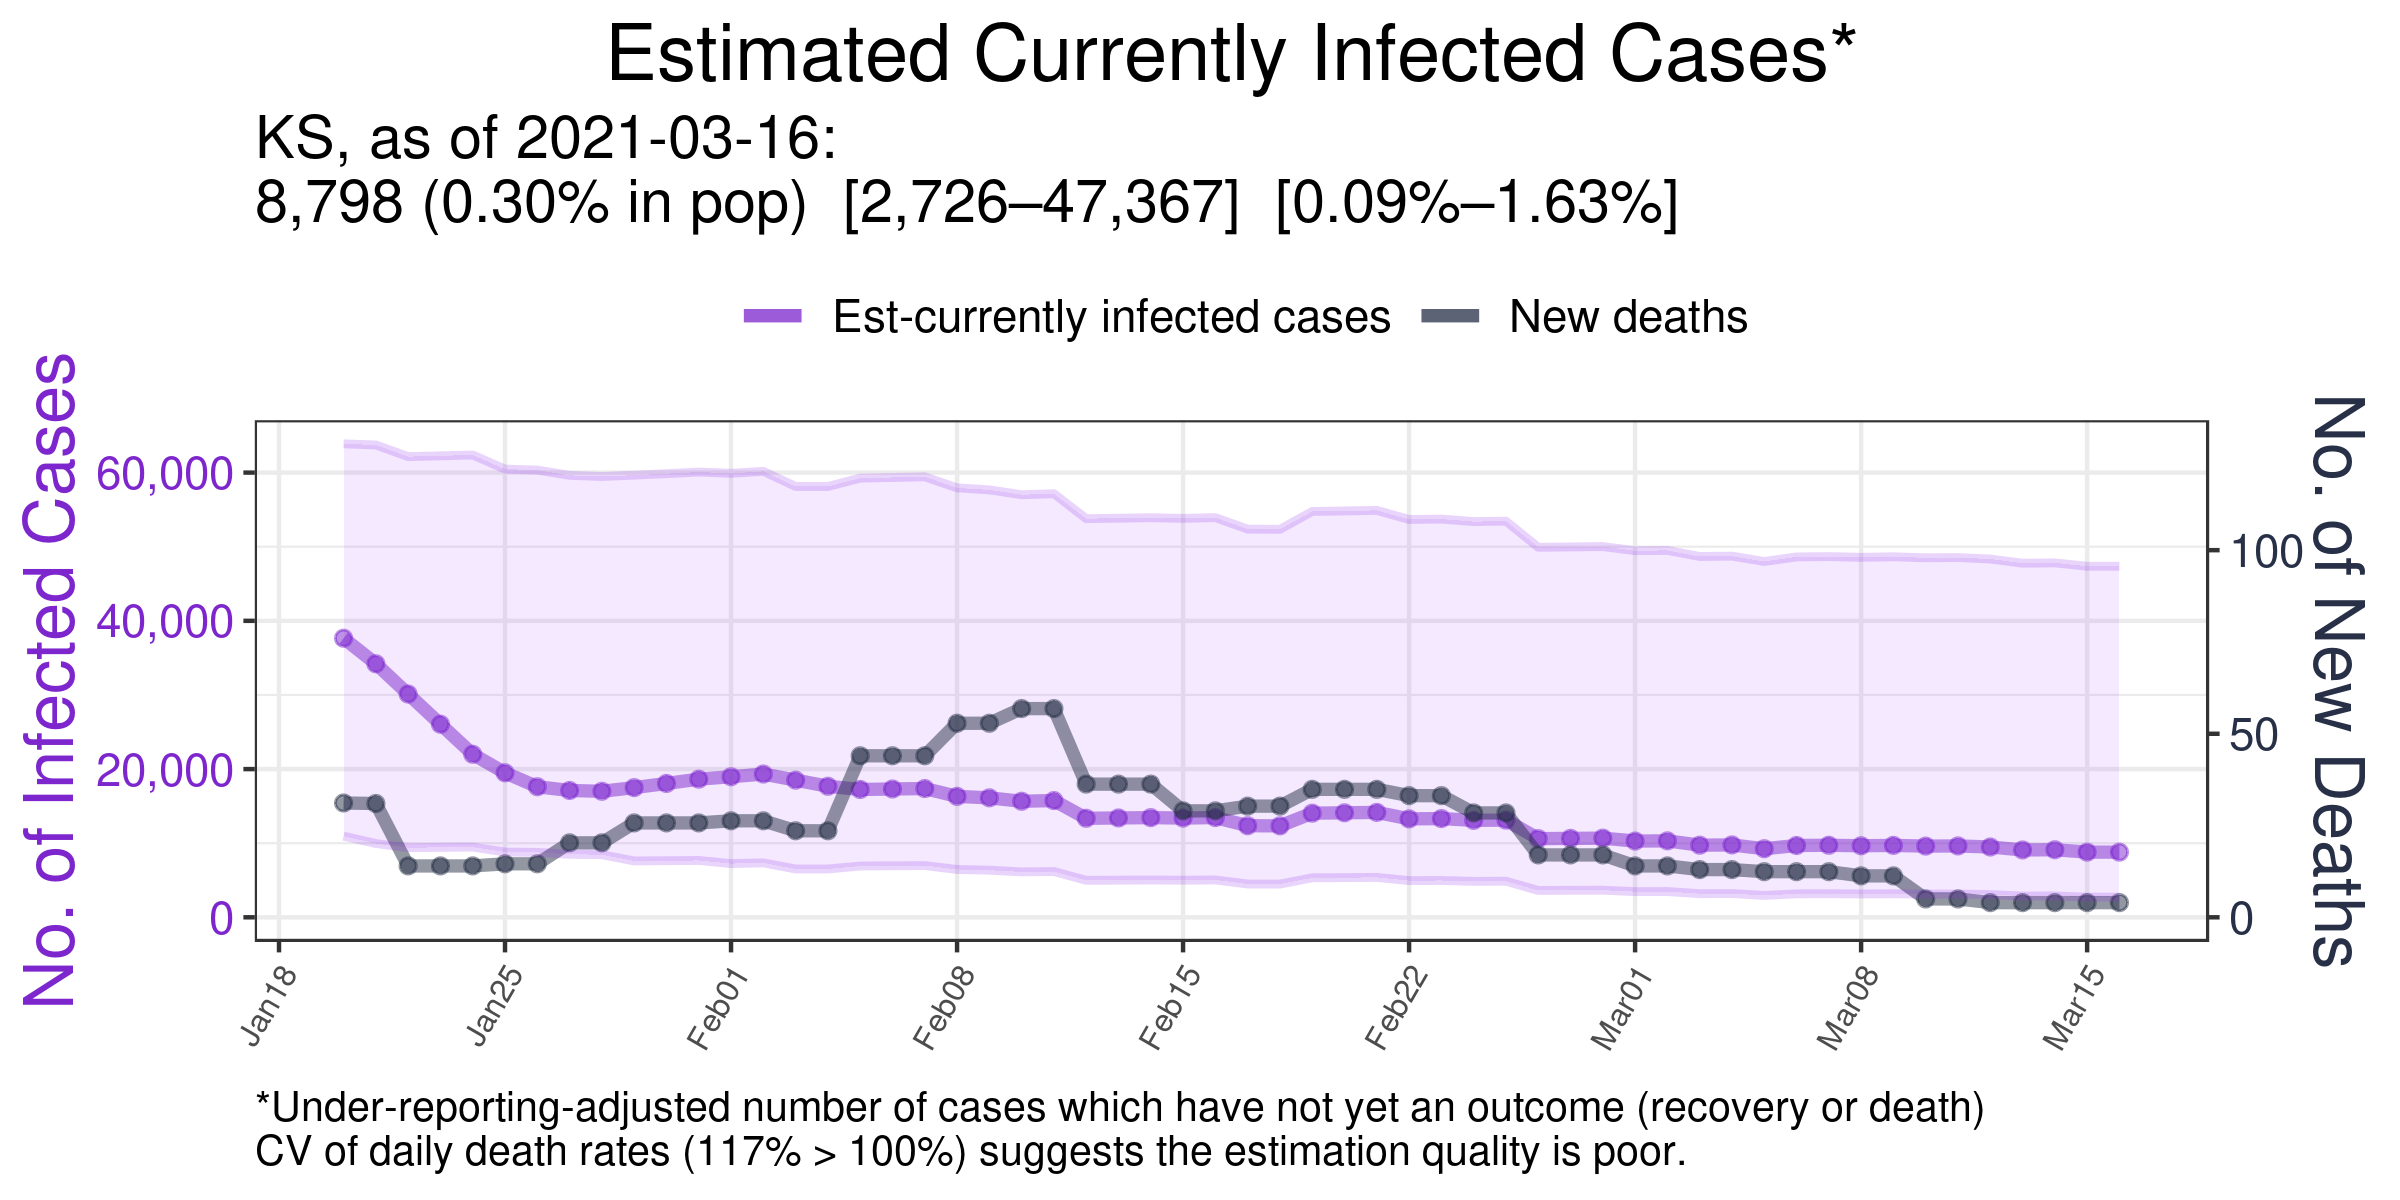 Estimated Currently Infected Cases*
KS, as of 2021-03-16:
8,798 (0.30% in pop)  [2,726–47,367]  [0.09%–1.63%]
Est-currently infected cases
New deaths
No. of Infected Cases
60,000
40,000
20,000
0
No. of New Deaths
100
50
0
Jan18
Jan25
Feb01
Feb08
Feb15
Feb22
Mar01
Mar08
Mar15
*Under-reporting-adjusted number of cases which have not yet an outcome (recovery or death)
CV of daily death rates (117% > 100%) suggests the estimation quality is poor.